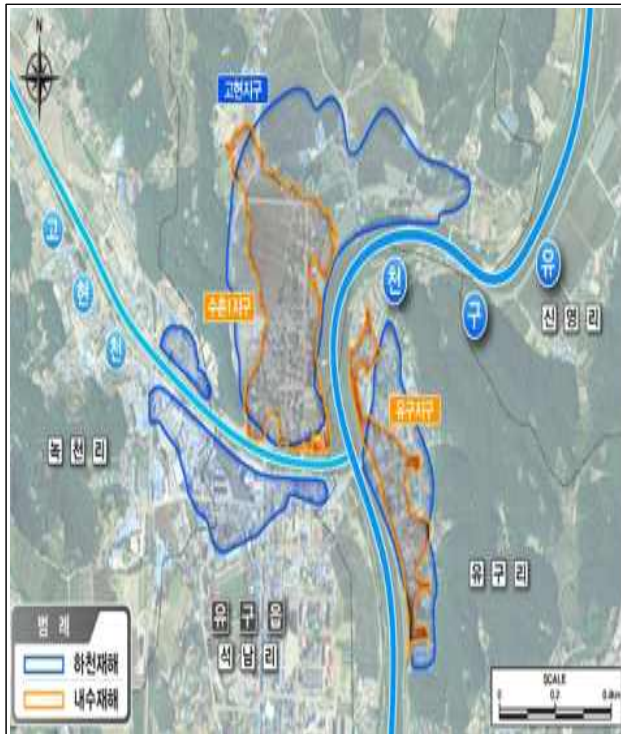 N
고현지구
고
현
천
수촌1지구
천
구
유
신영리
유구지구
녹천리
유구리
유구읍
석남리
범례
하천재해
내수재해
SCALE
0 0.2 0.4km